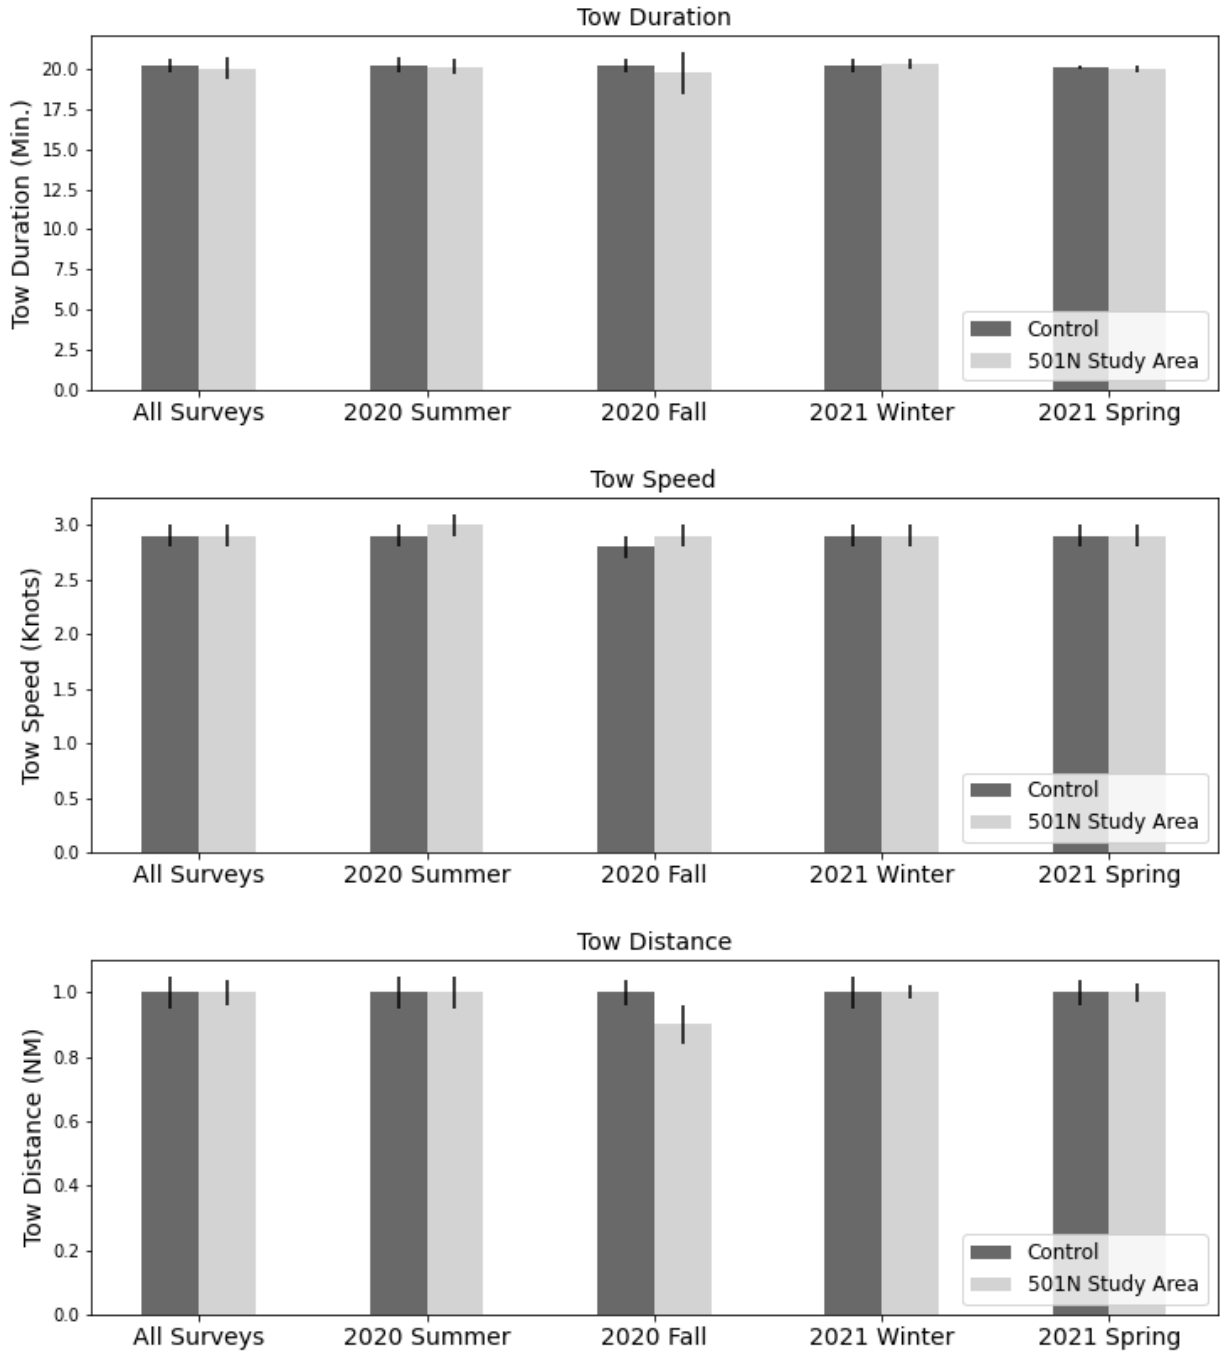 Tow Duration
Tow Duration (Min.)
20.0
17.5
15.0
12.5
10.0
7.5
5.0
2.5
0.0
Control
501N Study Area
All Surveys 2020 Summer 2020 Fall 2021 Winter 2021 Spring
Tow Speed
Tow Speed (Knots)
3.0
2.5
2.0
1.5
1.0
0.5
0.0
Control
501N Study Area
All Surveys 2020 Summer 2020 Fall 2021 Winter 2021 Spring
Tow Distance
Tow Distance (NM)
1.0
0.8
0.6
0.4
0.2
0.0
Control
501N Study Area
All Surveys 2020 Summer 2020 Fall 2021 Winter 2021 Spring